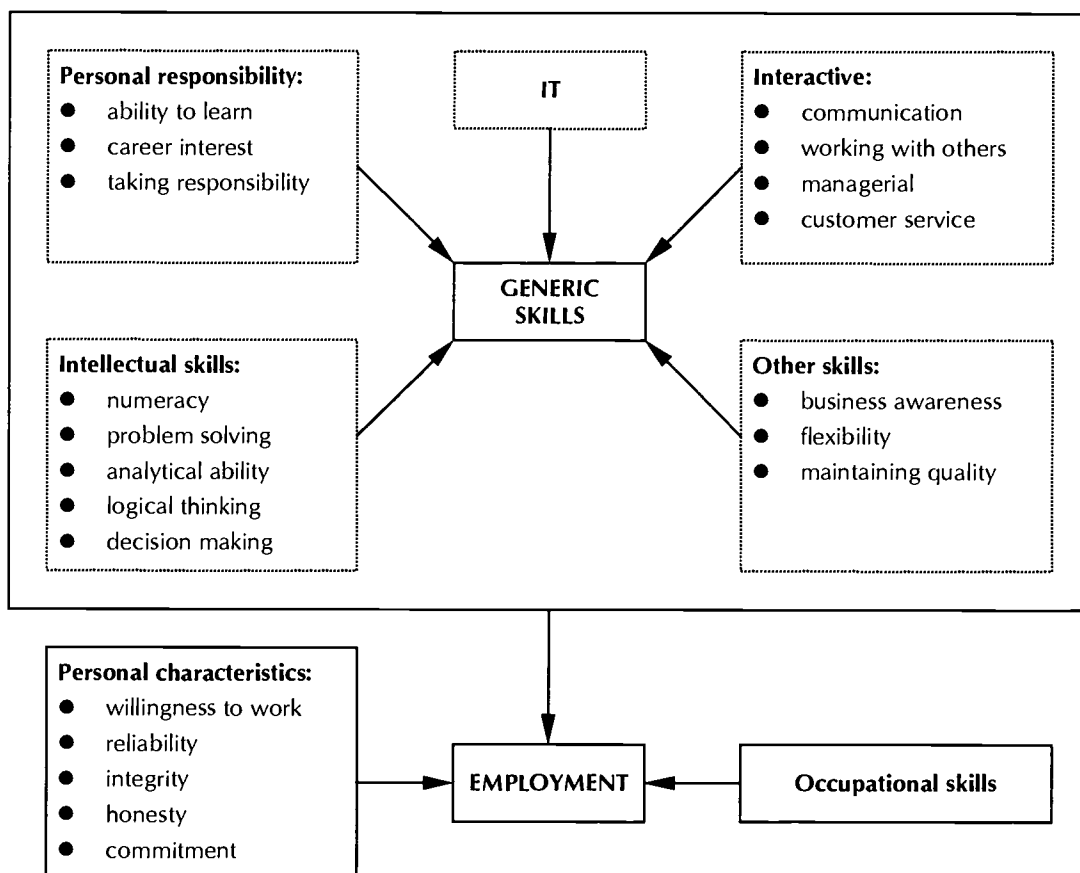 Personal responsibility:
● ability to learn
● career interest
● taking responsibility
IT
Interactive:
● communication
● working with others
● managerial
● customer service
GENERIC
SKILLS
Intellectual skills:
● numeracy
● problem solving
● analytical ability
● logical thinking
● decision making
Other skills:
● business awareness
● flexibility
● maintaining quality
Personal characteristics:
● willingness to work
● reliability
● integrity
● honesty
● commitment
EMPLOYMENT
Occupational skills